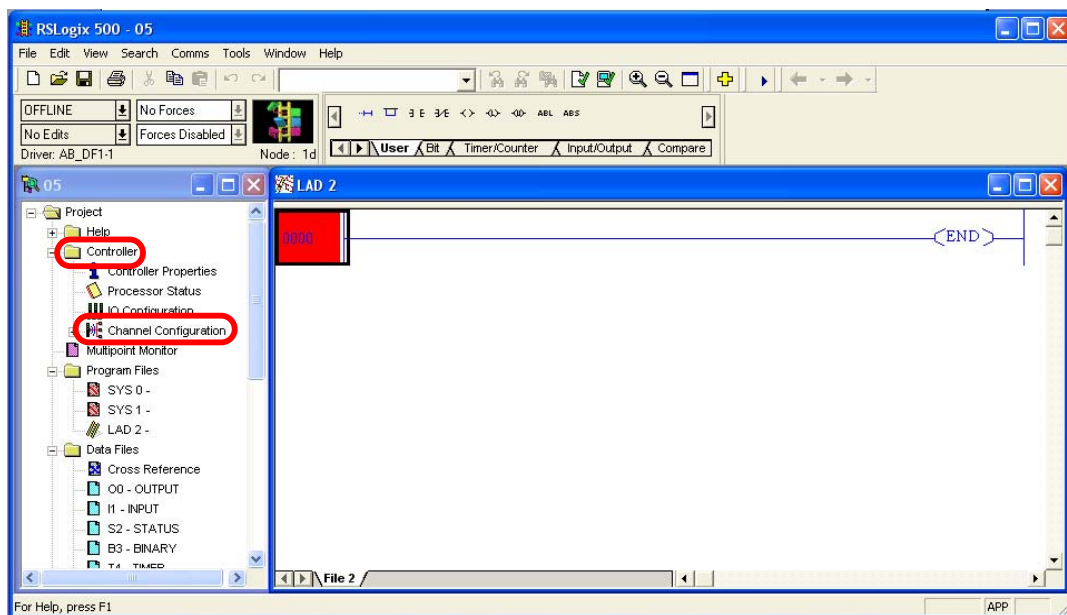 RSLogix 500 - 05
File Edit View Search Comms Tools Window Help
OFFLINE No Forces
No Edits Forces Disabled
Driver: AB_DF1-1 Node: 1d
ABL ABS
User Bit Timer/Counter Input/Output Compare
05
Project
Help
Controller
Controller Properties
Processor Status
IO Configuration
Channel Configuration
Multipoint Monitor
Program Files
SYS 0 -
SYS 1 -
LAD 2 -
Data Files
Cross Reference
O0 - OUTPUT
I1 - INPUT
S2 - STATUS
B3 - BINARY
T4 - TIMER
LAD 2
0000
END
File 2
For Help, press F1
APP